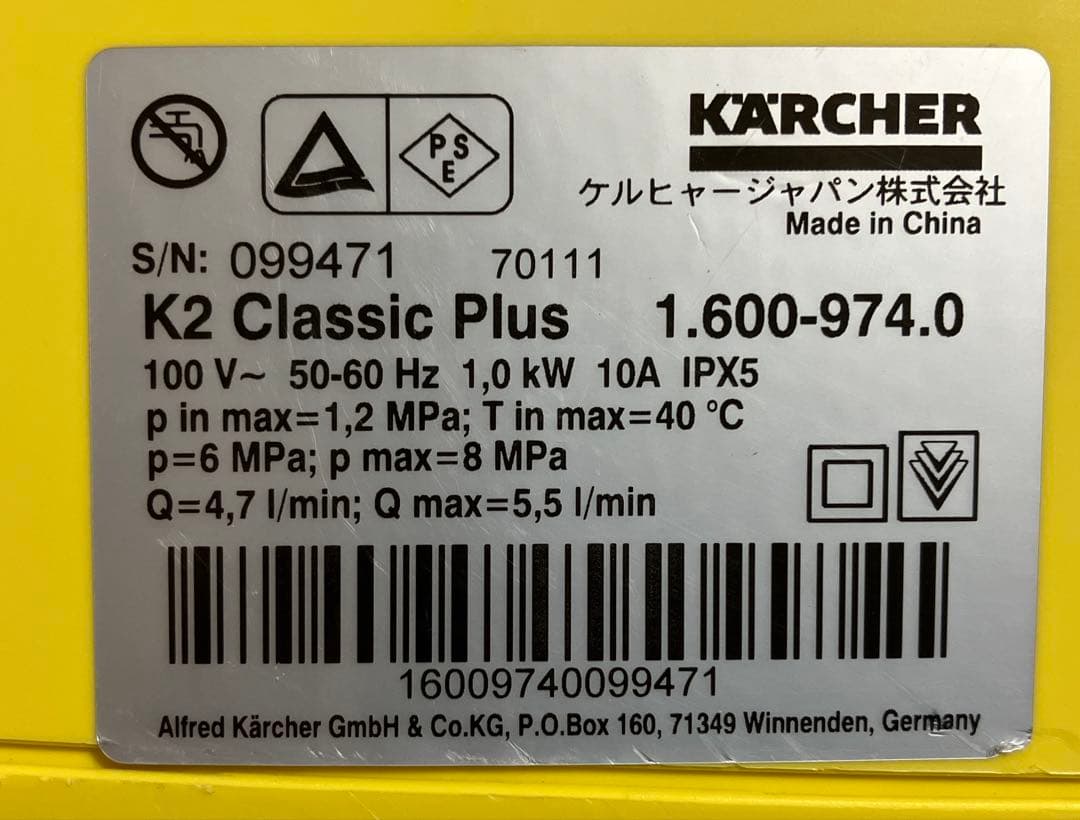 PSE
KÄRCHER
ケルヒャージャパン株式会社
Made in China
S/N: 099471 70111
K2 Classic Plus 1.600-974.0
100 V~ 50-60 Hz 1,0 kW 10A IPX5
p in max=1,2 MPa; T in max=40 °C
p=6 MPa; p max=8 MPa
Q=4,7 l/min; Q max=5,5 l/min
16009740099471
Alfred Kärcher GmbH & Co.KG, P.O.Box 160, 71349 Winnenden, Germany